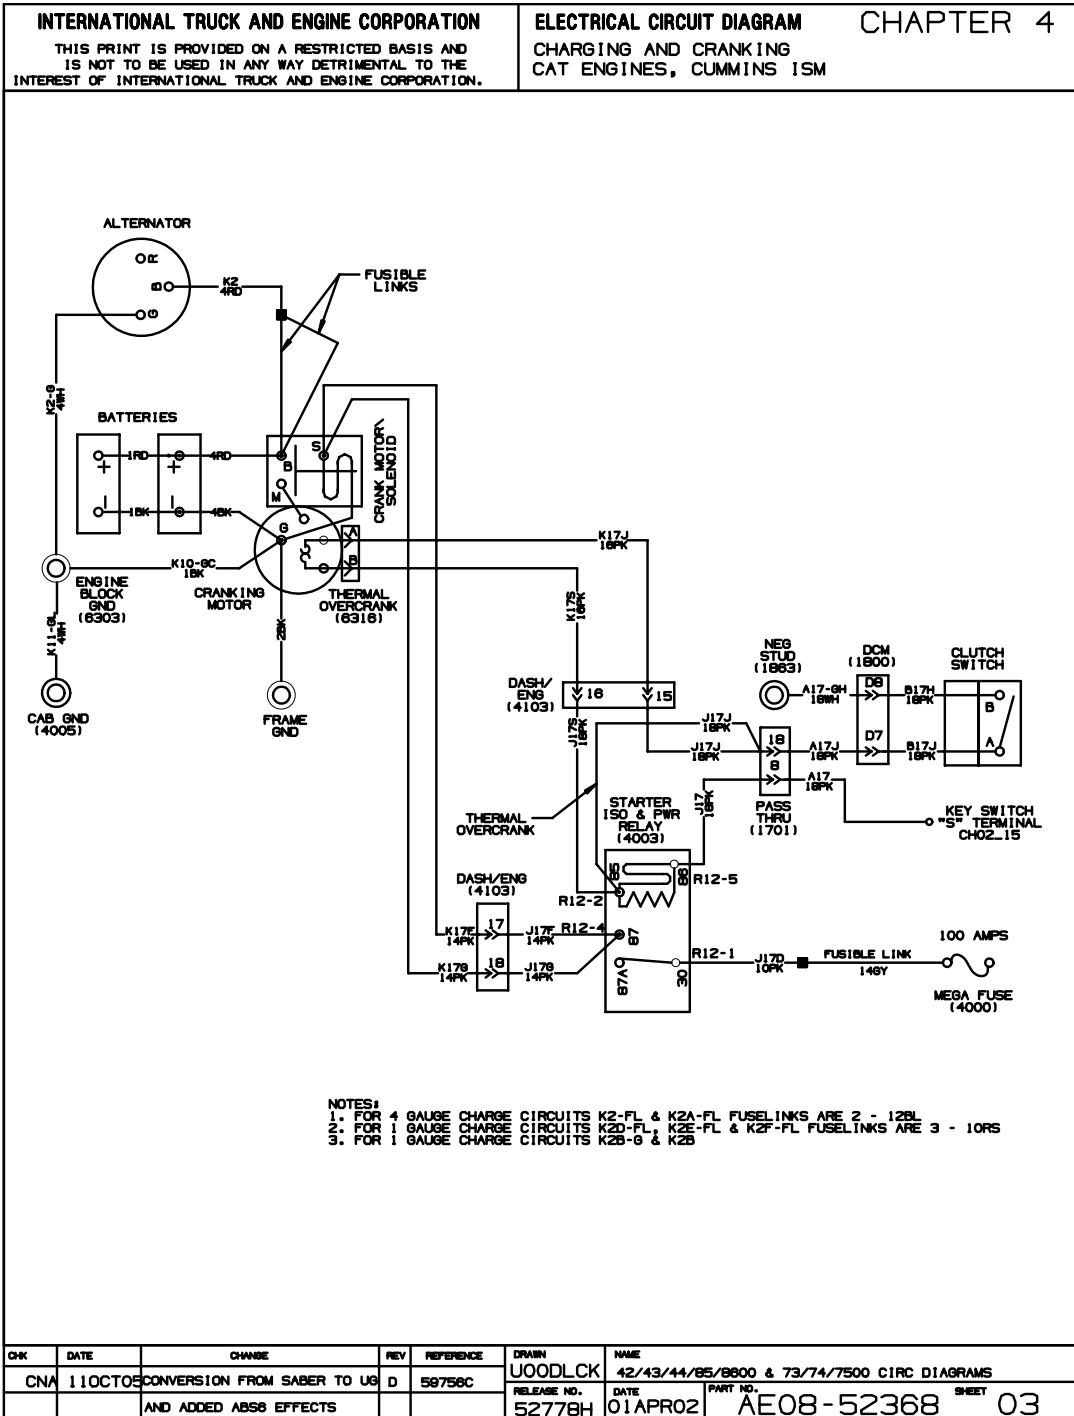 INTERNATIONAL TRUCK AND ENGINE CORPORATION
THIS PRINT IS PROVIDED ON A RESTRICTED BASIS AND
IS NOT TO BE USED IN ANY WAY DETRIMENTAL TO THE
INTEREST OF INTERNATIONAL TRUCK AND ENGINE CORPORATION.
ELECTRICAL CIRCUIT DIAGRAM
CHARGING AND CRANKING
CAT ENGINES, CUMMINS ISM
CHAPTER 4
ALTERNATOR
R
B
G
K2
4RD
FUSIBLE
LINKS
K2-G
4WH
BATTERIES
1RD
4RD
+
+
-
-
1BK
4BK
B
S
M
G
CRANK MOTOR\
SOLENOID
A
B
K10-GC
1BK
ENGINE
BLOCK
GND
(6303)
CRANKING
MOTOR
THERMAL
OVERCRANK
(6316)
K17J
16PK
K17S
16PK
K11-GL
4WH
2BK
CAB GND
(4005)
FRAME
GND
DASH/
ENG
(4103)
16
15
J17S
18PK
J17J
18PK
J17J
18PK
NEG
STUD
(1863)
A17-GH
18WH
DCM
(1800)
D8
D7
B17H
18PK
B17J
18PK
CLUTCH
SWITCH
B
A
18
8
A17J
18PK
A17
18PK
J17
18PK
PASS
THRU
(1701)
KEY SWITCH
"S" TERMINAL
CH02_15
THERMAL
OVERCRANK
STARTER
ISO & PWR
RELAY
(4003)
85
86
R12-5
R12-2
DASH/ENG
(4103)
K17F
14PK
17
J17F
14PK
R12-4
87
K17G
14PK
18
J17G
14PK
87A
30
R12-1
J17D
10PK
FUSIBLE LINK
14GY
100 AMPS
MEGA FUSE
(4000)
NOTES:
1. FOR 4 GAUGE CHARGE CIRCUITS K2-FL & K2A-FL FUSELINKS ARE 2 - 12BL
2. FOR 1 GAUGE CHARGE CIRCUITS K2D-FL, K2E-FL & K2F-FL FUSELINKS ARE 3 - 10RS
3. FOR 1 GAUGE CHARGE CIRCUITS K2B-G & K2B
CHK DATE CHANGE REV REFERENCE
CNA 11OCT05 CONVERSION FROM SABER TO UG D 59756C
AND ADDED ABS6 EFFECTS
DRAWN
U00DLCK
NAME
42/43/44/85/8600 & 73/74/7500 CIRC DIAGRAMS
RELEASE NO.
52778H
DATE
01APR02
PART NO.
AE08-52368
SHEET
03